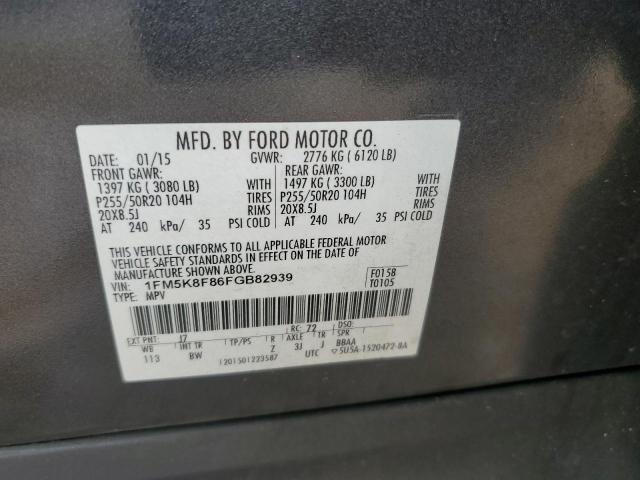 MFD. BY FORD MOTOR CO.
DATE: 01/15 GVWR: 2776 KG ( 6120 LB)
FRONT GAWR: REAR GAWR:
1397 KG ( 3080 LB) WITH 1497 KG ( 3300 LB) WITH
P255/50R20 104H TIRES P255/50R20 104H TIRES
20X8.5J RIMS 20X8.5J RIMS
AT 240 kPa/ 35 PSI COLD AT 240 kPa/ 35 PSI COLD
THIS VEHICLE CONFORMS TO ALL APPLICABLE FEDERAL MOTOR
VEHICLE SAFETY STANDARDS IN EFFECT ON THE DATE OF
MANUFACTURE SHOWN ABOVE.
VIN: 1FM5K8F86FGB82939 F0158
TYPE: MPV T0105
EXT PNT: J7 RC: 72 DSO:
WB INT TR TP/PS R AXLE TR SPR
113 BW Z 3J J BBAA
1201501223587 UTC 5U5A-1520472-BA